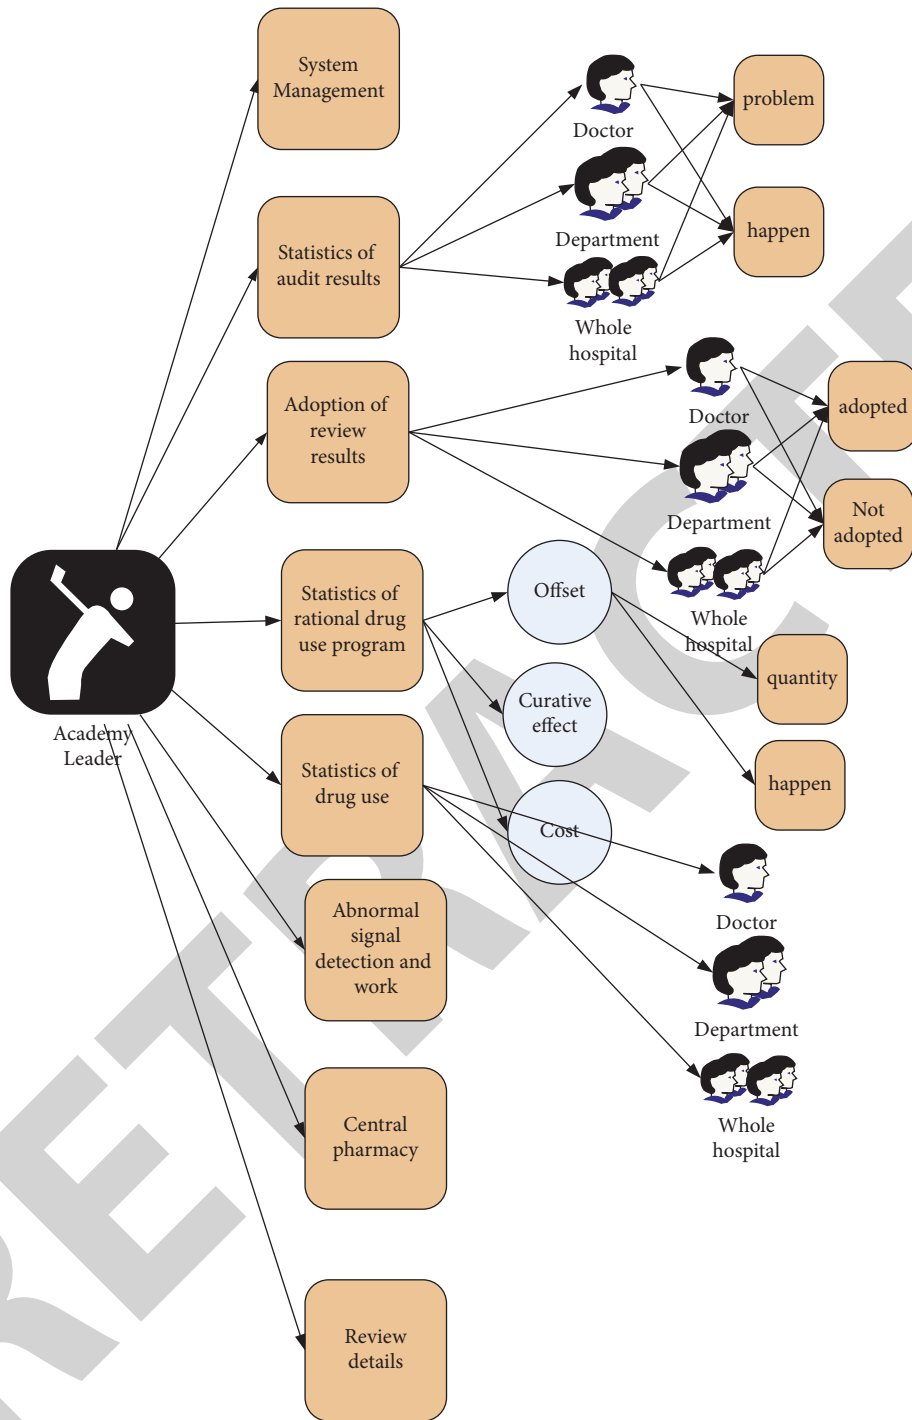 System
Management
Doctor
problem
Statistics of
audit results
Department
happen
Whole
hospital
Adoption of
review
results
Doctor
adopted
Department
Not
adopted
Whole
hospital
Academy
Leader
Statistics of
rational drug
use program
Offset
quantity
Curative
effect
happen
Statistics of
drug use
Cost
Doctor
Department
Whole
hospital
Abnormal
signal
detection and
work
Central
pharmacy
Review
details
RETRACTE